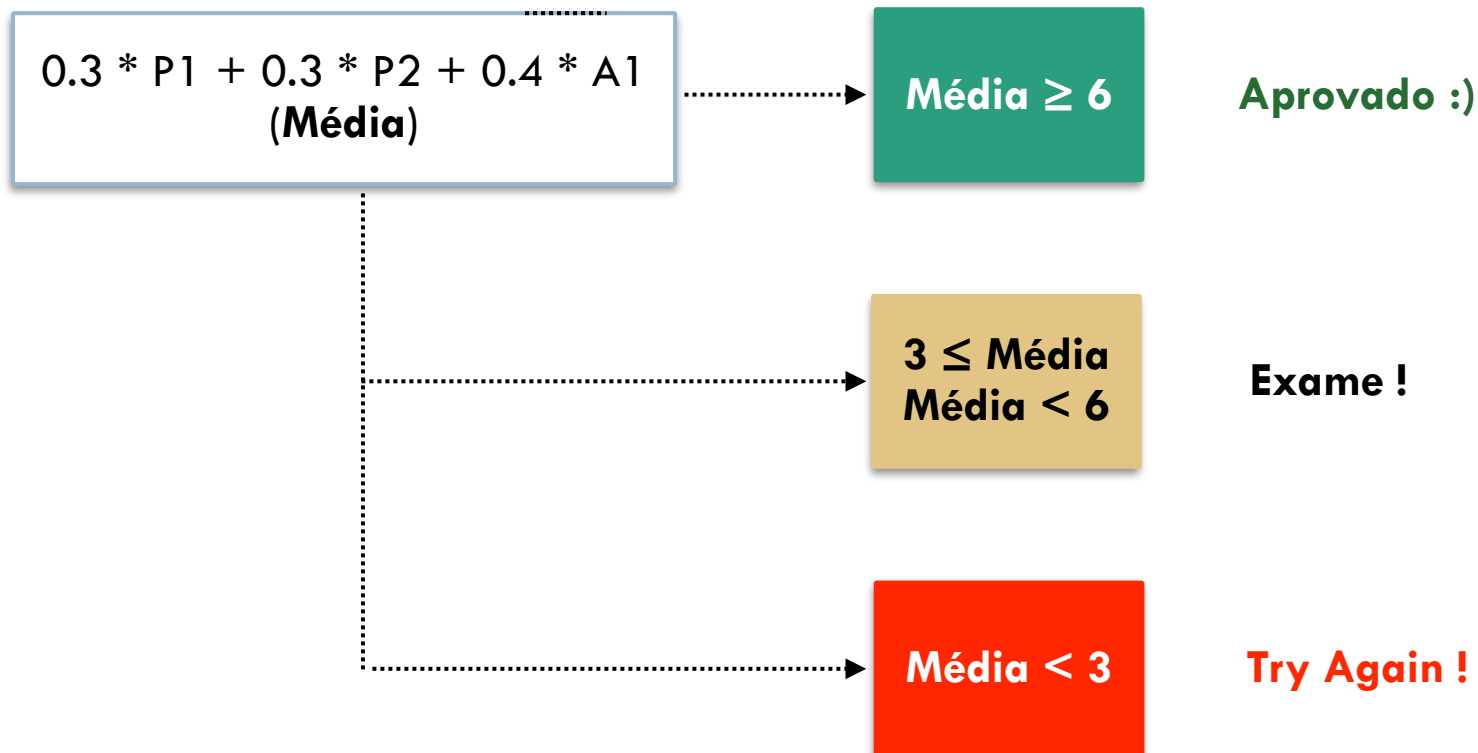 0.3 * P1 + 0.3 * P2 + 0.4 * A1
(Média)
Média ≥ 6
Aprovado :)
3 ≤ Média
Média < 6
Exame !
Média < 3
Try Again !